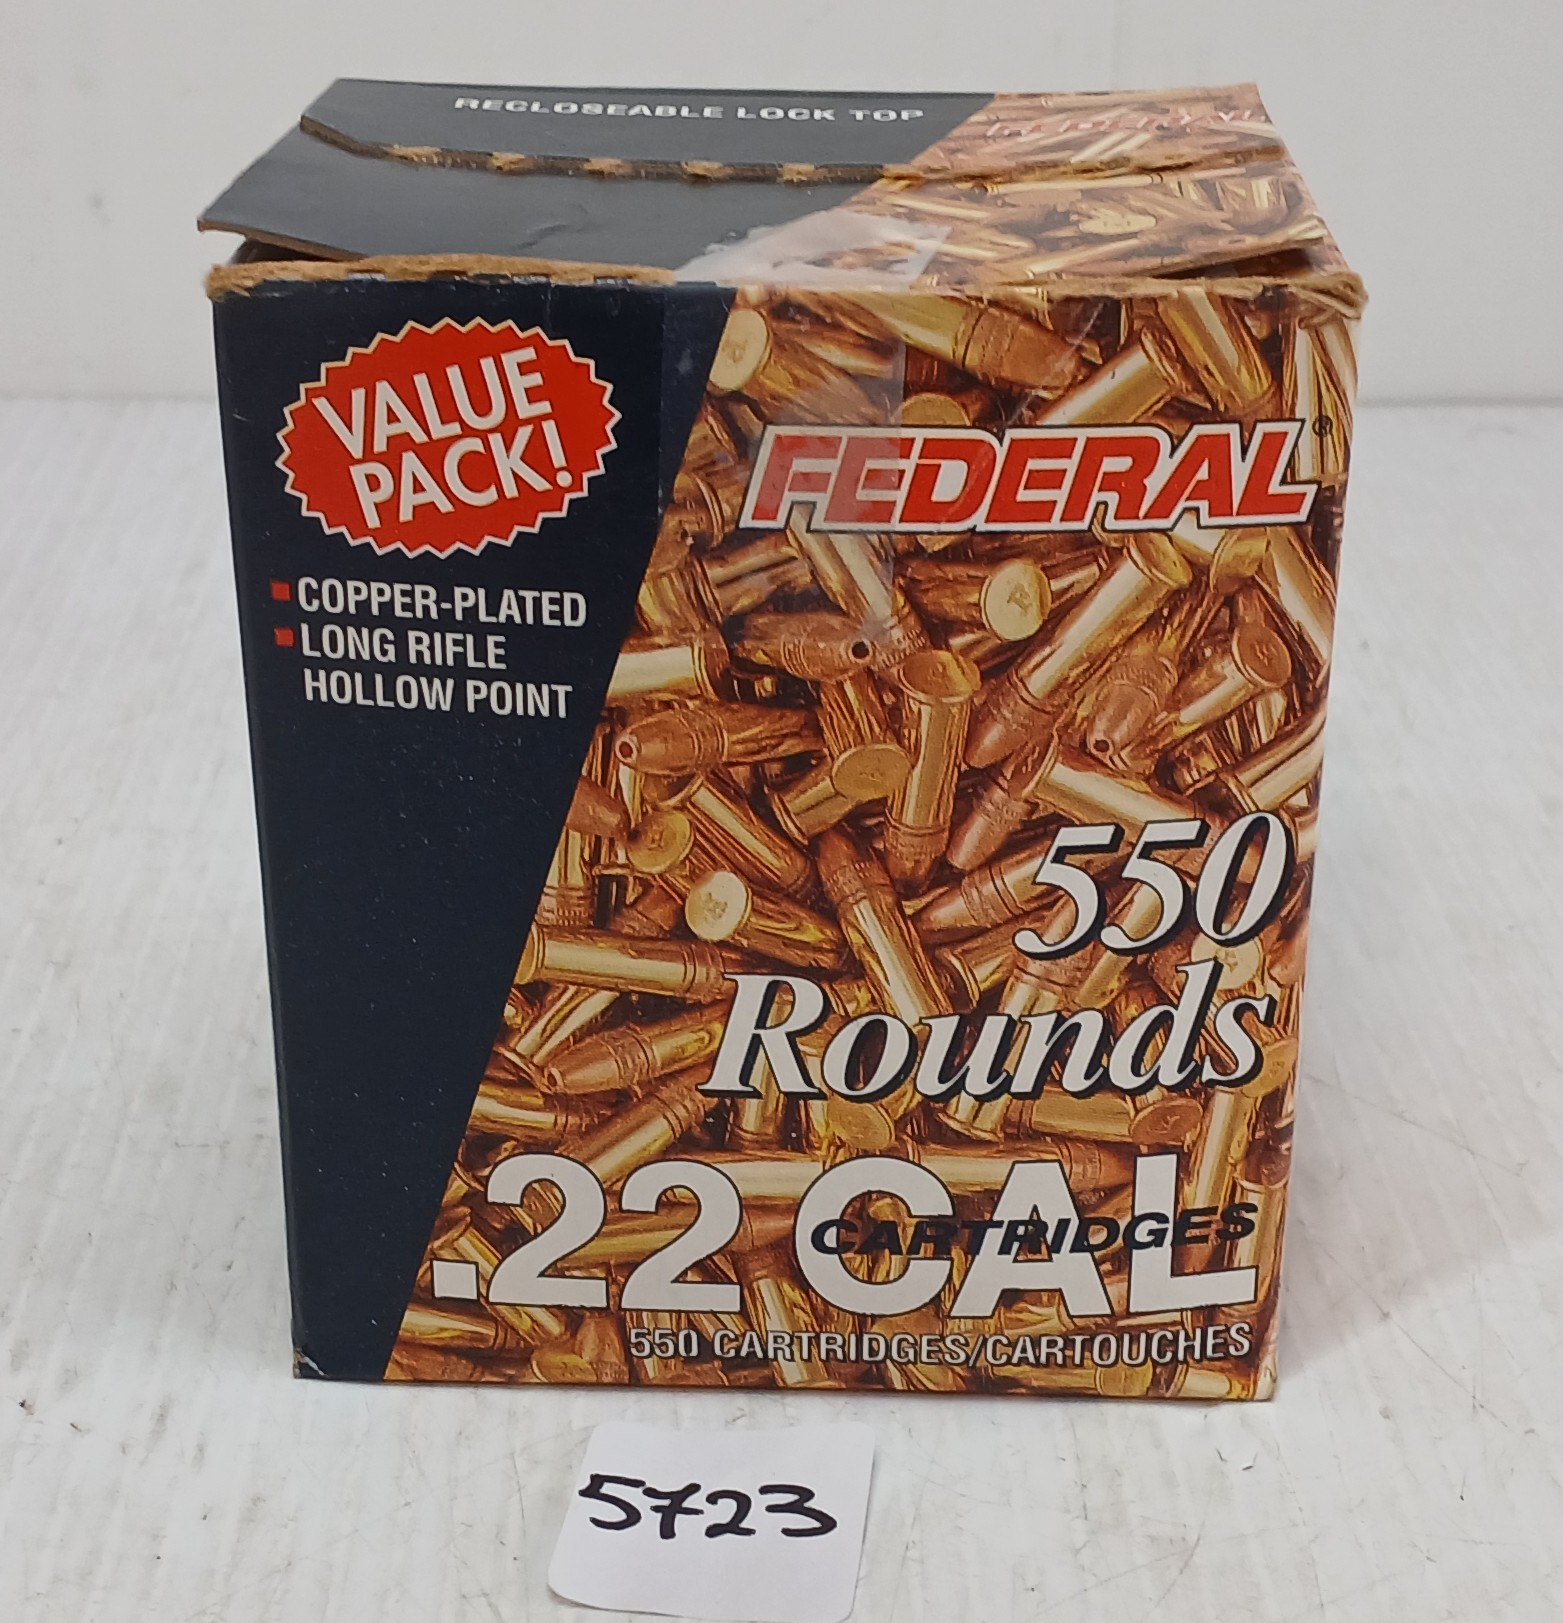 RECLOSEABLE LOCK TOP
FEDERAL
VALUE
PACK!
FEDERAL®
COPPER-PLATED
LONG RIFLE
HOLLOW POINT
550
Rounds
.22 CAL
CARTRIDGES
550 CARTRIDGES/CARTOUCHES
5723